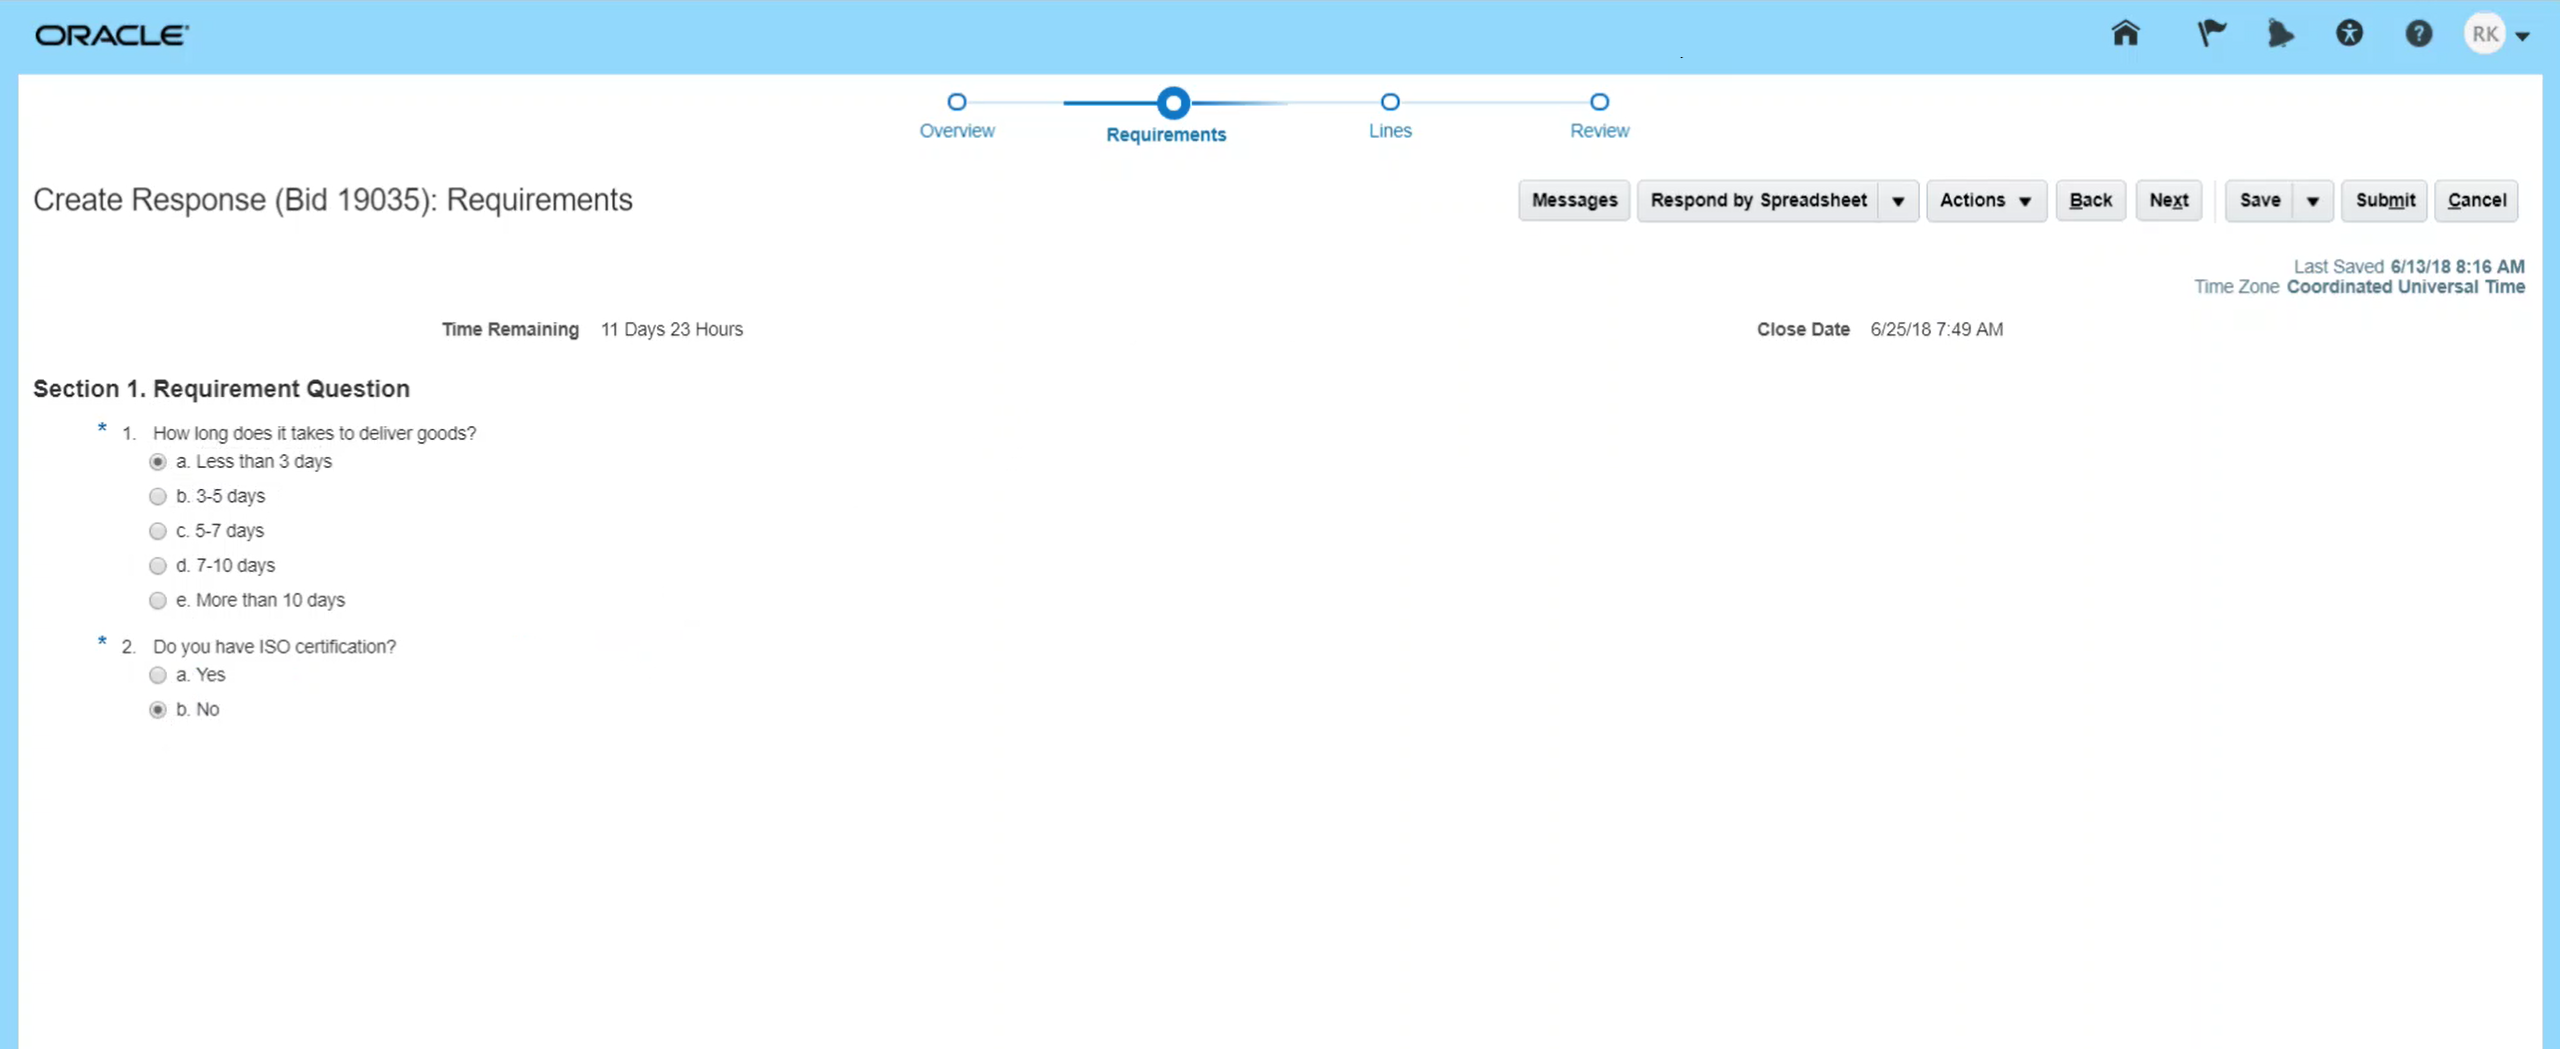 ORACLE
RK
Overview
Requirements
Lines
Review
Create Response (Bid 19035): Requirements
Messages
Respond by Spreadsheet
Actions
Back
Next
Save
Submit
Cancel
Last Saved 6/13/18 8:16 AM
Time Zone Coordinated Universal Time
Time Remaining 11 Days 23 Hours
Close Date 6/25/18 7:49 AM
Section 1. Requirement Question
* 1. How long does it takes to deliver goods?
a. Less than 3 days
b. 3-5 days
c. 5-7 days
d. 7-10 days
e. More than 10 days
* 2. Do you have ISO certification?
a. Yes
b. No